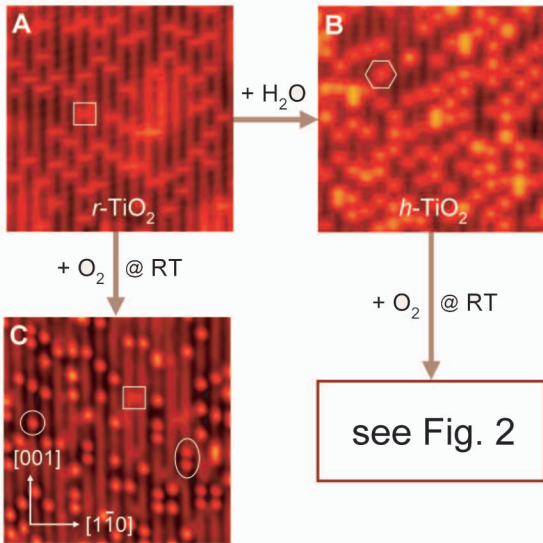 A
r-TiO₂
+ H₂O
B
h-TiO₂
+ O₂ @ RT
+ O₂ @ RT
C
[001]
[11̄0]
see Fig. 2